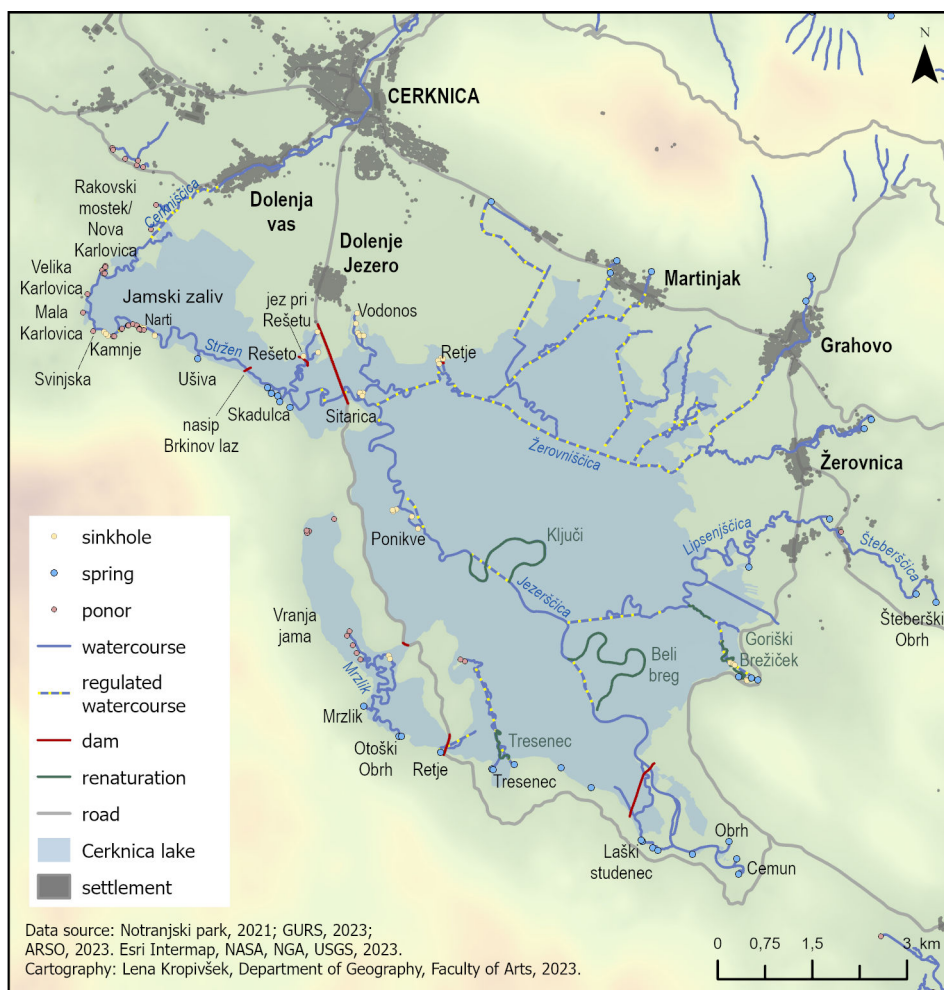 N
CERKNICA
Rakovski
mostek/
Nova
Karlovica
Cerkniščica
Dolenja
vas
Dolenje
Jezero
Velika
Karlovica
Jamski zaliv
jez pri
Rešetu
Vodonos
Martinjak
Mala
Karlovica
Narti
Kamnje
Stržen
Rešeto
Retje
Grahovo
Svinjska
Ušiva
Skadulca
Sitarica
nasip
Brkinov laz
Žerovniščica
Žerovnica
Ponikve
Ključi
Lipsenjščica
Šteberščica
Jezerščica
Šteberški
Obrh
Vranja
jama
Goriški
Brežiček
Beli
breg
Mrzlik
Mrzlik
Otoški
Obrh
Retje
Tresenec
Tresenec
Obrh
Laški
studenec
Cemun
sinkhole
spring
ponor
watercourse
regulated
watercourse
dam
renaturation
road
Cerknica lake
settlement
Data source: Notranjski park, 2021; GURS, 2023;
ARSO, 2023. Esri Intermap, NASA, NGA, USGS, 2023.
Cartography: Lena Kropivšek, Department of Geography, Faculty of Arts, 2023.
0 0,75 1,5 3 km